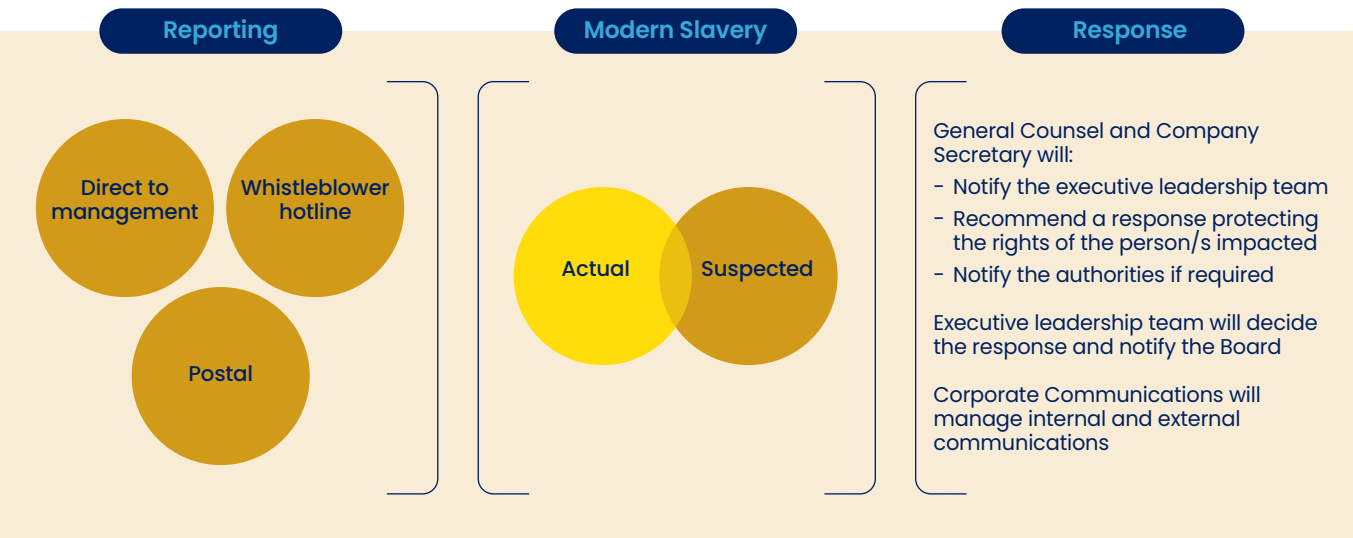 Reporting
Direct to
management
Whistleblower
hotline
Postal
Modern Slavery
Actual
Suspected
Response
General Counsel and Company
Secretary will:
- Notify the executive leadership team
- Recommend a response protecting
the rights of the person/s impacted
- Notify the authorities if required
Executive leadership team will decide
the response and notify the Board
Corporate Communications will
manage internal and external
communications